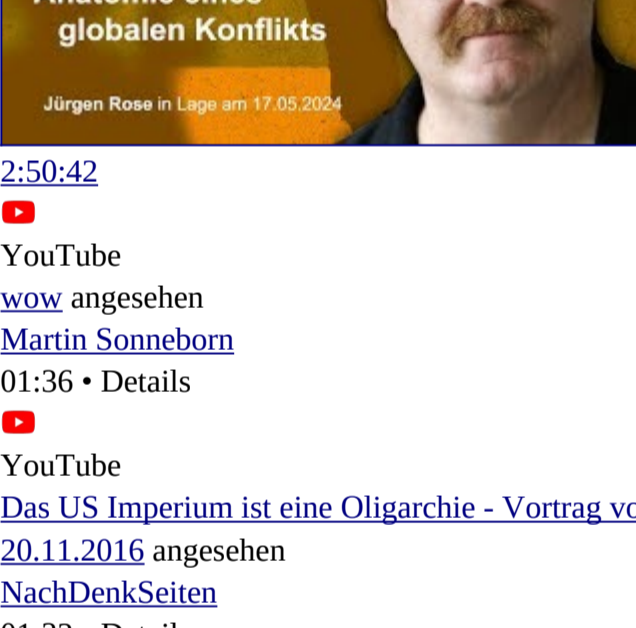 globalen Konflikts
Jürgen Rose in Lage am 17.05.2024
2:50:42
YouTube
wow angesehen
Martin Sonneborn
01:36 • Details
YouTube
Das US Imperium ist eine Oligarchie - Vortrag
20.11.2016 angesehen
NachDenkSeiten